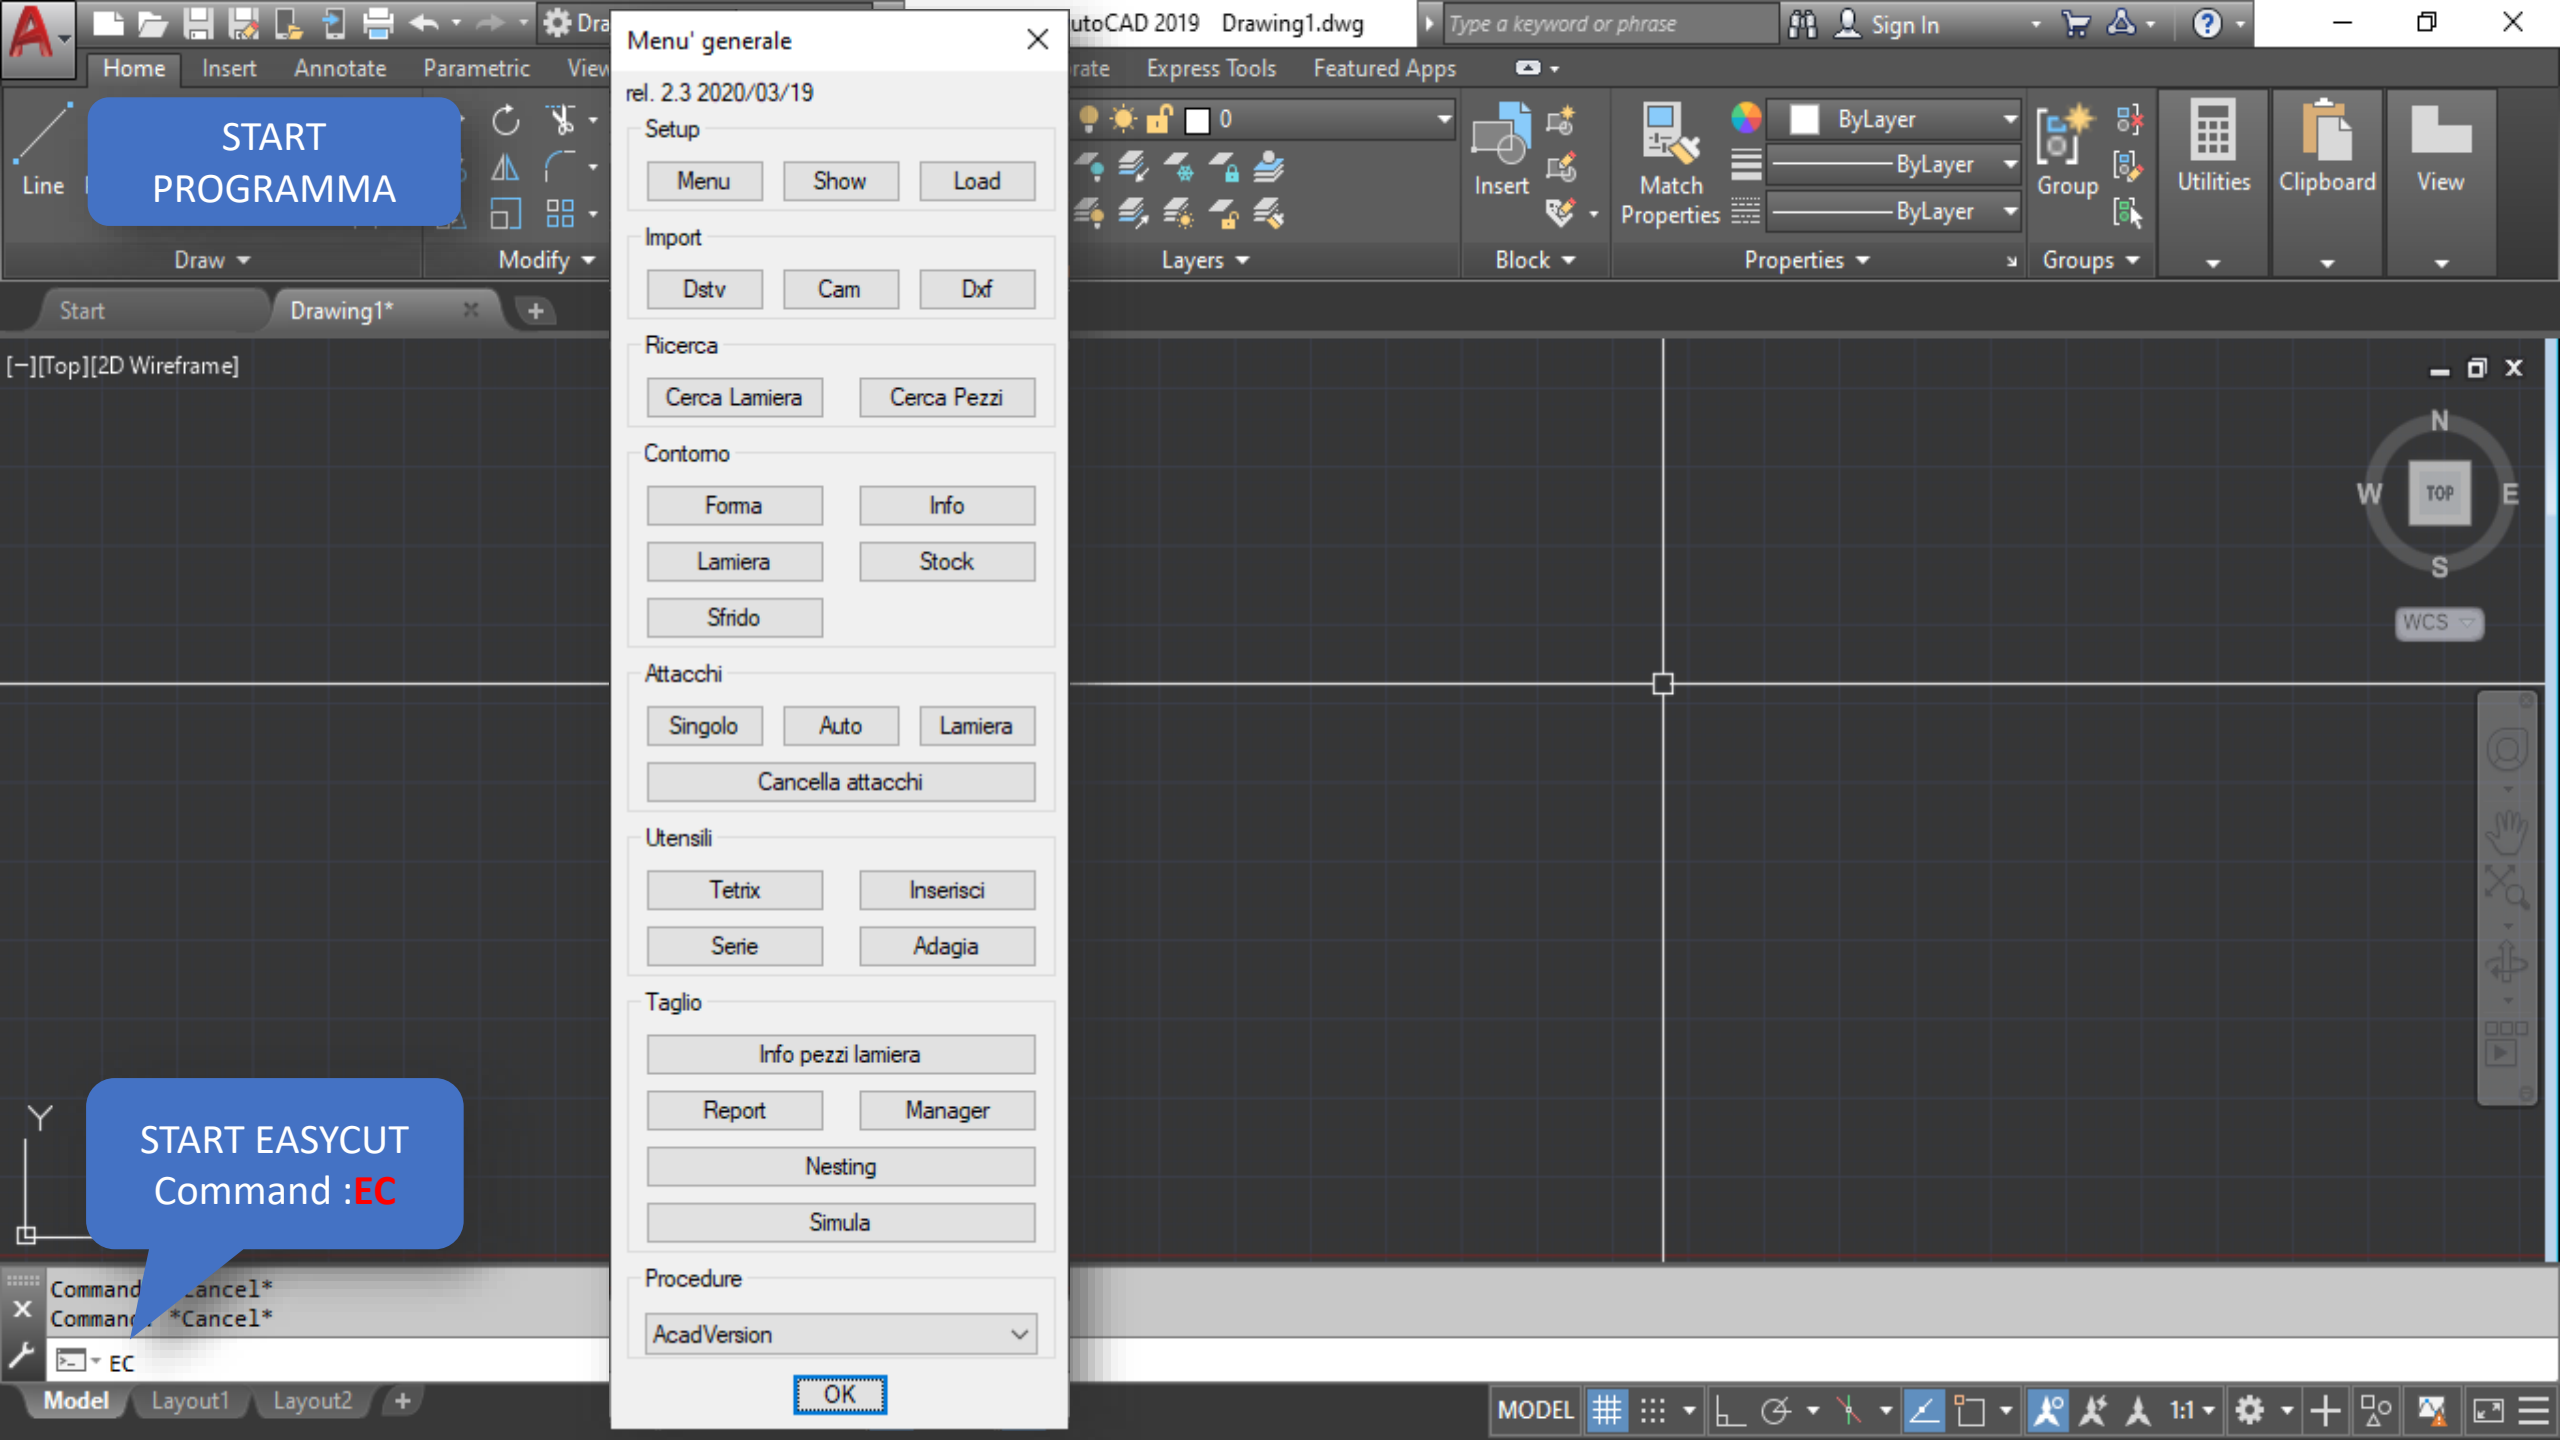 Dra
utoCAD 2019 Drawing1.dwg
Type a keyword or phrase
Sign In
Home Insert Annotate Parametric View
rate Express Tools Featured Apps
START
PROGRAMMA
Line
Draw
Modify
0
Layers
Insert
Block
Match
Properties
ByLayer
ByLayer
ByLayer
Properties
Group
Groups
Utilities
Clipboard
View
Start
Drawing1*
[−][Top][2D Wireframe]
Menu' generale
rel. 2.3 2020/03/19
Setup
Menu Show Load
Import
Dstv Cam Dxf
Ricerca
Cerca Lamiera Cerca Pezzi
Contorno
Forma Info
Lamiera Stock
Sfrido
Attacchi
Singolo Auto Lamiera
Cancella attacchi
Utensili
Tetrix Inserisci
Serie Adagia
Taglio
Info pezzi lamiera
Report Manager
Nesting
Simula
Procedure
AcadVersion
OK
N
W TOP E
S
WCS
Y
START EASYCUT
Command :EC
Command ancel*
Command: *Cancel*
EC
Model Layout1 Layout2
MODEL
1:1